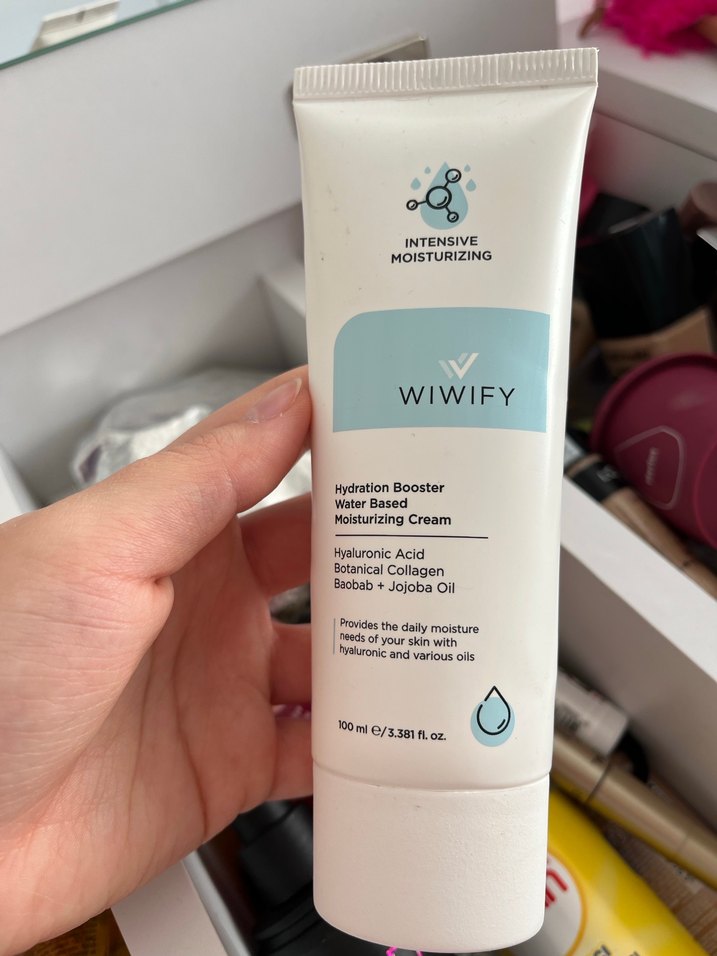 INTENSIVE
MOISTURIZING
WIWIFY
Hydration Booster
Water Based
Moisturizing Cream
Hyaluronic Acid
Botanical Collagen
Baobab + Jojoba Oil
Provides the daily moisture
needs of your skin with
hyaluronic and various oils
100 ml ℮/3.381 fl. oz.